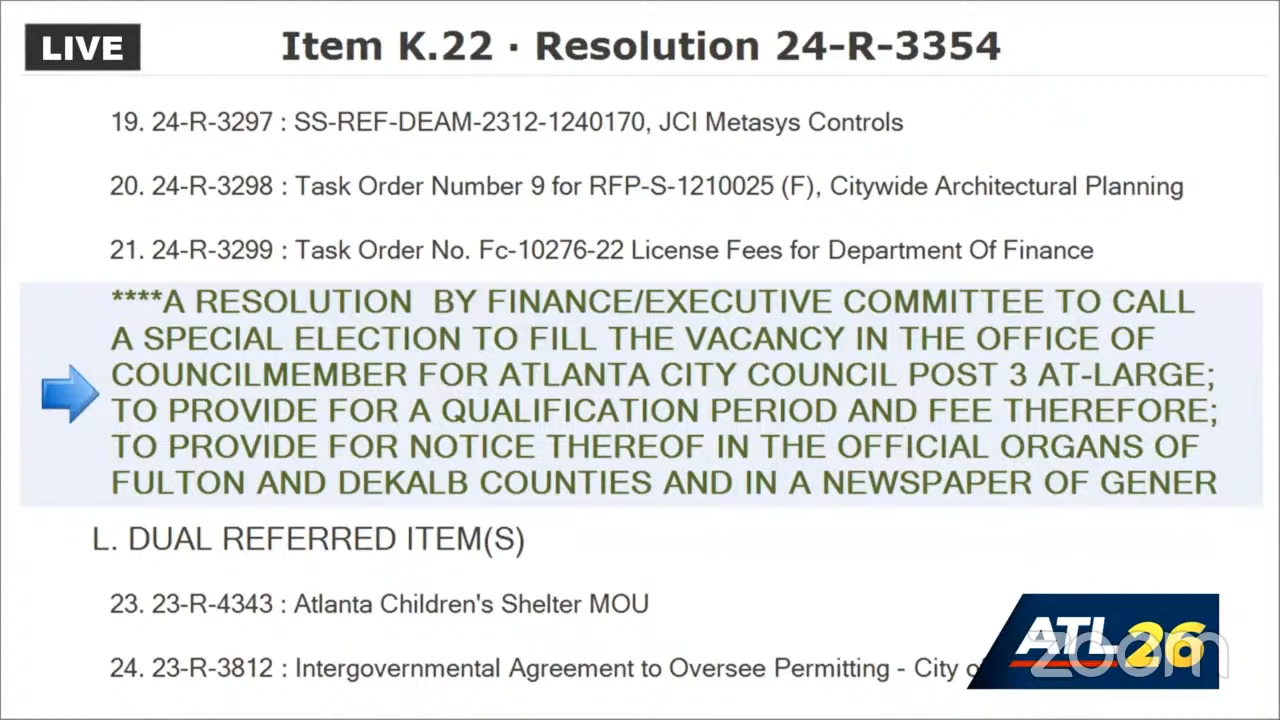 LIVE
Item K.22 · Resolution 24-R-3354
19. 24-R-3297 : SS-REF-DEAM-2312-1240170, JCI Metasys Controls
20. 24-R-3298 : Task Order Number 9 for RFP-S-1210025 (F), Citywide Architectural Planning
21. 24-R-3299 : Task Order No. Fc-10276-22 License Fees for Department Of Finance
****A RESOLUTION BY FINANCE/EXECUTIVE COMMITTEE TO CALL
A SPECIAL ELECTION TO FILL THE VACANCY IN THE OFFICE OF
COUNCILMEMBER FOR ATLANTA CITY COUNCIL POST 3 AT-LARGE;
TO PROVIDE FOR A QUALIFICATION PERIOD AND FEE THEREFORE;
TO PROVIDE FOR NOTICE THEREOF IN THE OFFICIAL ORGANS OF
FULTON AND DEKALB COUNTIES AND IN A NEWSPAPER OF GENER
L. DUAL REFERRED ITEM(S)
23. 23-R-4343 : Atlanta Children's Shelter MOU
24. 23-R-3812 : Intergovernmental Agreement to Oversee Permitting - City
ATL 26
zoom